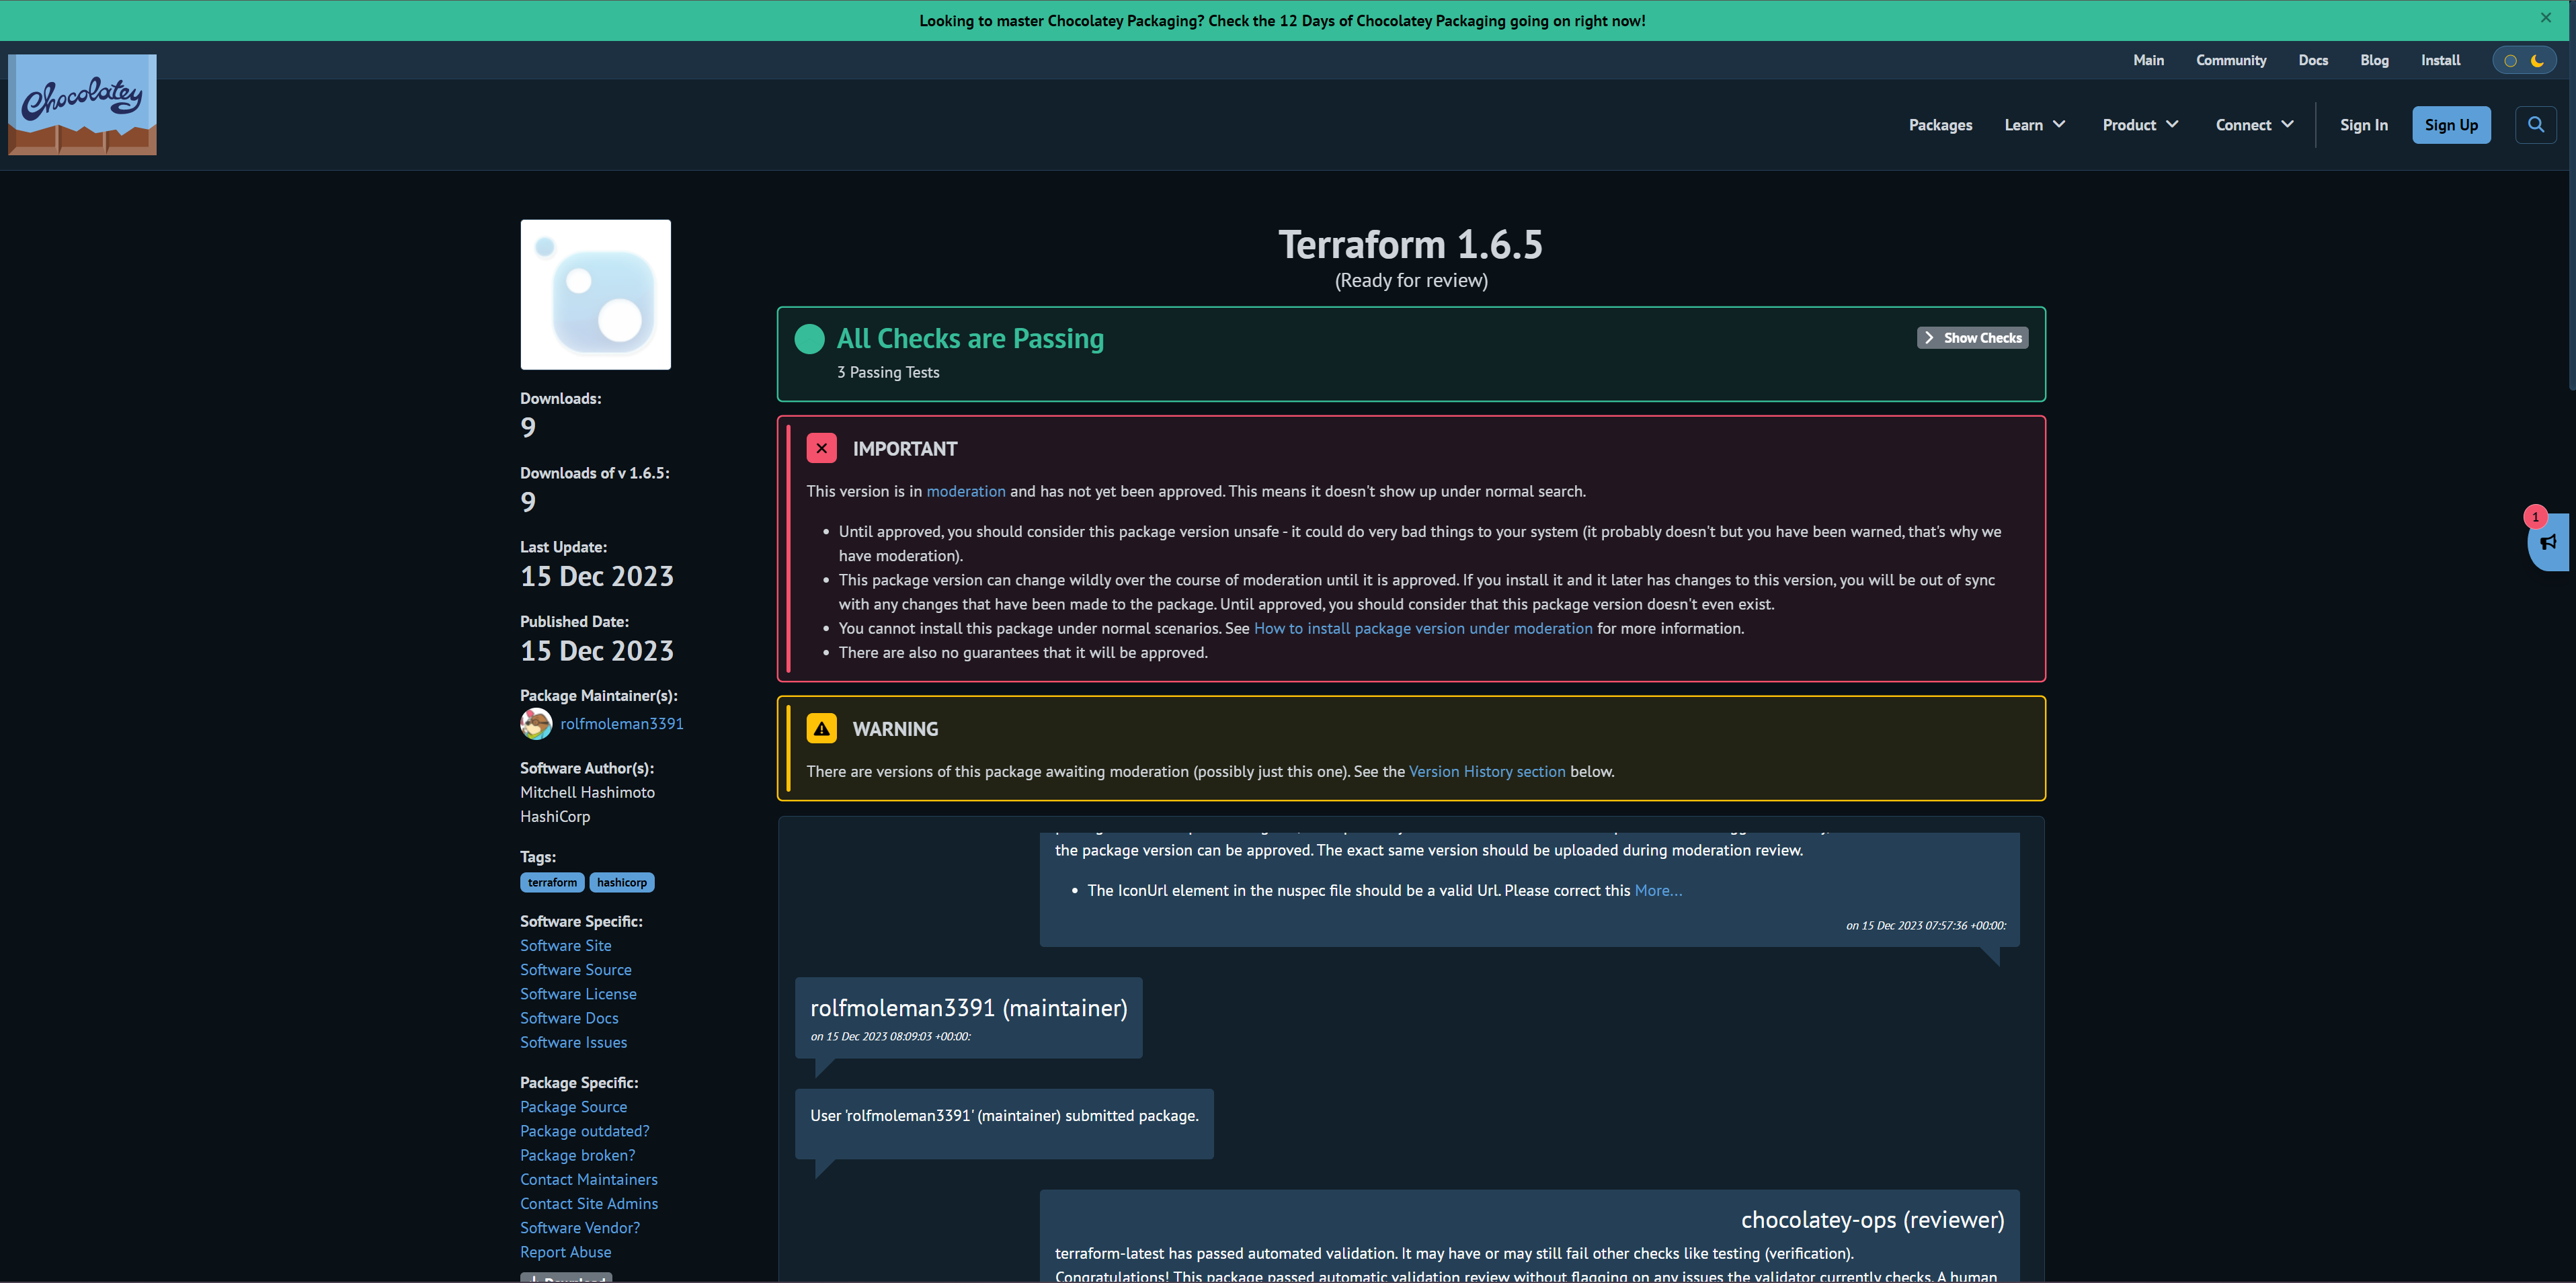 Looking to master Chocolatey Packaging? Check the 12 Days of Chocolatey Packaging going on right now!
Main Community Docs Blog Install
Chocolatey
Packages Learn Product Connect Sign In Sign Up
Terraform 1.6.5
(Ready for review)
All Checks are Passing
Show Checks
3 Passing Tests
Downloads:
9
Downloads of v 1.6.5:
9
Last Update:
15 Dec 2023
Published Date:
15 Dec 2023
Package Maintainer(s):
rolfmoleman3391
Software Author(s):
Mitchell Hashimoto
HashiCorp
Tags:
terraform hashicorp
Software Specific:
Software Site
Software Source
Software License
Software Docs
Software Issues
Package Specific:
Package Source
Package outdated?
Package broken?
Contact Maintainers
Contact Site Admins
Software Vendor?
Report Abuse
Download
IMPORTANT
This version is in moderation and has not yet been approved. This means it doesn't show up under normal search.
• Until approved, you should consider this package version unsafe - it could do very bad things to your system (it probably doesn't but you have been warned, that's why we
have moderation).
• This package version can change wildly over the course of moderation until it is approved. If you install it and it later has changes to this version, you will be out of sync
with any changes that have been made to the package. Until approved, you should consider that this package version doesn't even exist.
• You cannot install this package under normal scenarios. See How to install package version under moderation for more information.
• There are also no guarantees that it will be approved.
1
WARNING
There are versions of this package awaiting moderation (possibly just this one). See the Version History section below.
the package version can be approved. The exact same version should be uploaded during moderation review.
• The IconUrl element in the nuspec file should be a valid Url. Please correct this More...
on 15 Dec 2023 07:57:36 +00:00:
rolfmoleman3391 (maintainer)
on 15 Dec 2023 08:09:03 +00:00:
User 'rolfmoleman3391' (maintainer) submitted package.
chocolatey-ops (reviewer)
terraform-latest has passed automated validation. It may have or may still fail other checks like testing (verification).
Congratulations! This package passed automatic validation review without flagging on any issues the validator currently checks. A human